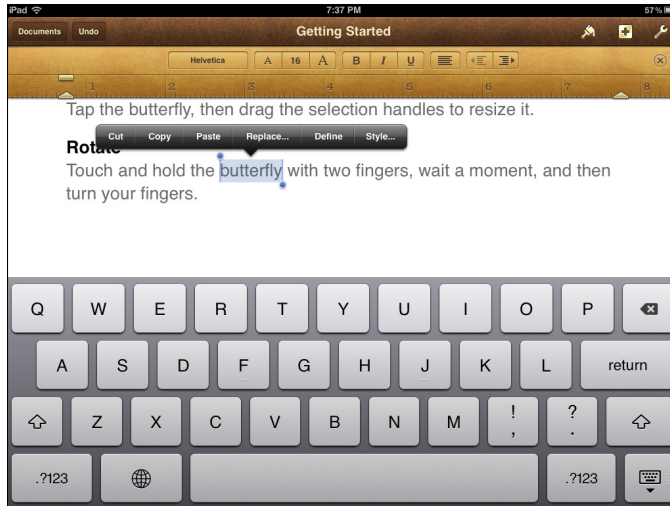 iPad 7:37 PM 57%
Documents Undo Getting Started
Helvetica A 16 A B I U
1 2 3 4 5 6 7 8
Tap the butterfly, then drag the selection handles to resize it.
Cut Copy Paste Replace... Define Style...
Rotate
Touch and hold the butterfly with two fingers, wait a moment, and then
turn your fingers.
Q W E R T Y U I O P
A S D F G H J K L return
Z X C V B N M ! , ? .
.?123 .?123